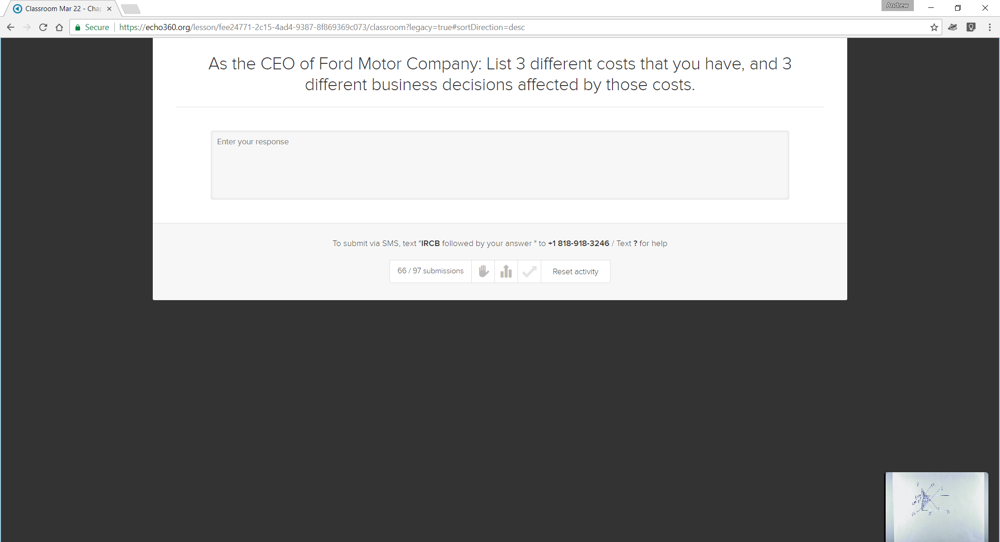 Classroom Mar 22 - Chap
Andrew
Secure
https://echo360.org/lesson/fee24771-2c15-4ad4-9387-8f869369c073/classroom?legacy=true#sortDirection=desc
As the CEO of Ford Motor Company: List 3 different costs that you have, and 3
different business decisions affected by those costs.
Enter your response
To submit via SMS, text "IRCB followed by your answer " to +1 818-918-3246 / Text ? for help
66 / 97 submissions
Reset activity